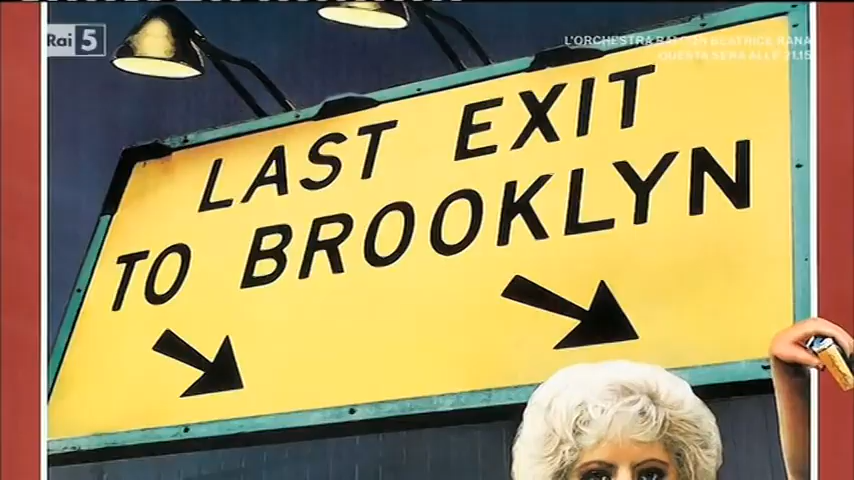 Rai 5
L'ORCHESTRA RAI CON BEATRICE RANA
QUESTA SERA ALLE 21.15
LAST EXIT
TO BROOKLYN